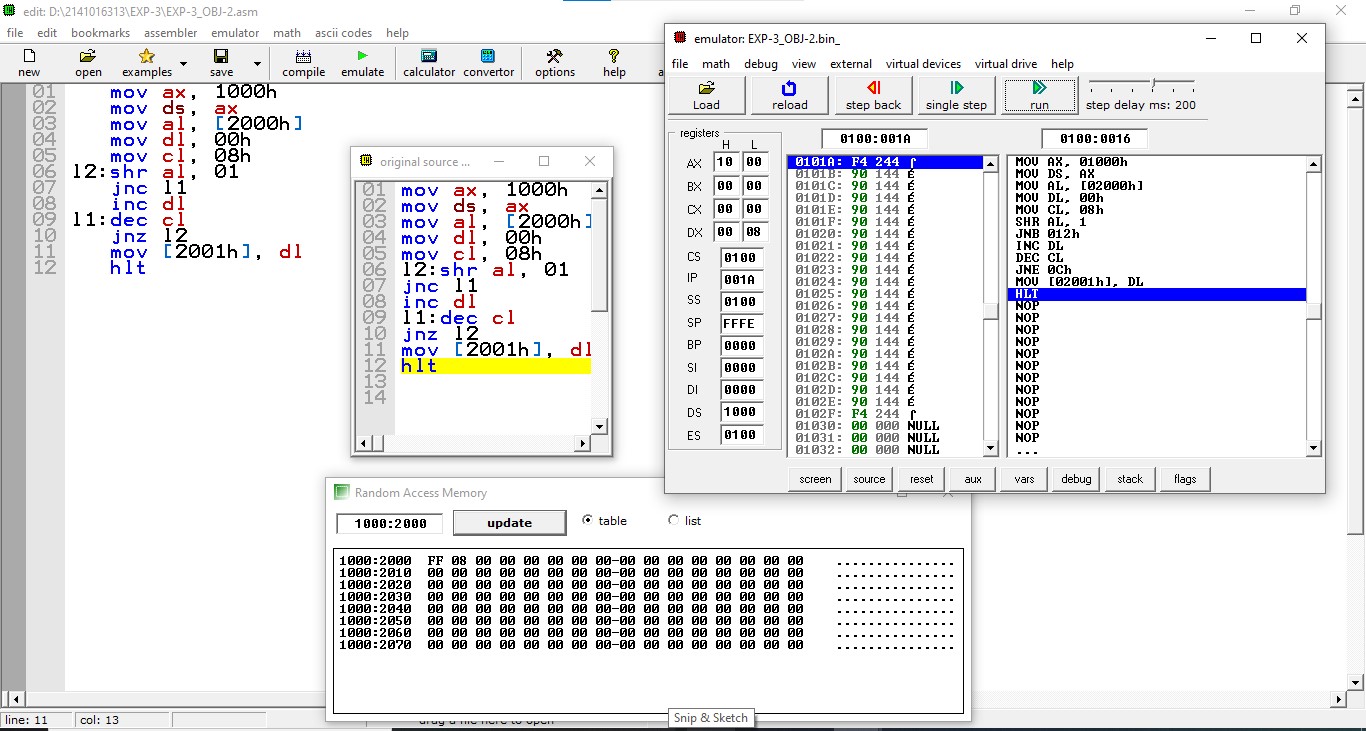 edit: D:\2141016313\EXP-3\EXP-3_OBJ-2.asm
file edit bookmarks assembler emulator math ascii codes help
new open examples save compile emulate calculator convertor options help a
01 mov ax, 1000h
02 mov ds, ax
03 mov al, [2000h]
04 mov dl, 00h
05 mov cl, 08h
06 l2:shr al, 01
07 jnc l1
08 inc dl
09 l1:dec cl
10 jnz l2
11 mov [2001h], dl
12 hlt
original source ...
01 mov ax, 1000h
02 mov ds, ax
03 mov al, [2000h]
04 mov dl, 00h
05 mov cl, 08h
06 l2:shr al, 01
07 jnc l1
08 inc dl
09 l1:dec cl
10 jnz l2
11 mov [2001h], dl
12 hlt
13
14
emulator: EXP-3_OBJ-2.bin_
file math debug view external virtual devices virtual drive help
Load reload step back single step run step delay ms: 200
registers
H L
AX 10 00
BX 00 00
CX 00 00
DX 00 08
CS 0100
IP 001A
SS 0100
SP FFFE
BP 0000
SI 0000
DI 0000
DS 1000
ES 0100
0100:001A
0101A: F4 244 ⌠
0101B: 90 144 É
0101C: 90 144 É
0101D: 90 144 É
0101E: 90 144 É
0101F: 90 144 É
01020: 90 144 É
01021: 90 144 É
01022: 90 144 É
01023: 90 144 É
01024: 90 144 É
01025: 90 144 É
01026: 90 144 É
01027: 90 144 É
01028: 90 144 É
01029: 90 144 É
0102A: 90 144 É
0102B: 90 144 É
0102C: 90 144 É
0102D: 90 144 É
0102E: 90 144 É
0102F: F4 244 ⌠
01030: 00 000 NULL
01031: 00 000 NULL
01032: 00 000 NULL
0100:0016
MOV AX, 01000h
MOV DS, AX
MOV AL, [02000h]
MOV DL, 00h
MOV CL, 08h
SHR AL, 1
JNB 012h
INC DL
DEC CL
JNE 0Ch
MOV [02001h], DL
HLT
NOP
NOP
NOP
NOP
NOP
NOP
NOP
NOP
NOP
NOP
NOP
NOP
...
screen source reset aux vars debug stack flags
Random Access Memory
1000:2000 update table list
1000:2000 FF 08 00 00 00 00 00 00-00 00 00 00 00 00 00 00 ...............
1000:2010 00 00 00 00 00 00 00 00-00 00 00 00 00 00 00 00 ...............
1000:2020 00 00 00 00 00 00 00 00-00 00 00 00 00 00 00 00 ...............
1000:2030 00 00 00 00 00 00 00 00-00 00 00 00 00 00 00 00 ...............
1000:2040 00 00 00 00 00 00 00 00-00 00 00 00 00 00 00 00 ...............
1000:2050 00 00 00 00 00 00 00 00-00 00 00 00 00 00 00 00 ...............
1000:2060 00 00 00 00 00 00 00 00-00 00 00 00 00 00 00 00 ...............
1000:2070 00 00 00 00 00 00 00 00-00 00 00 00 00 00 00 00 ...............
line: 11 col: 13 drag a file here to open
Snip & Sketch